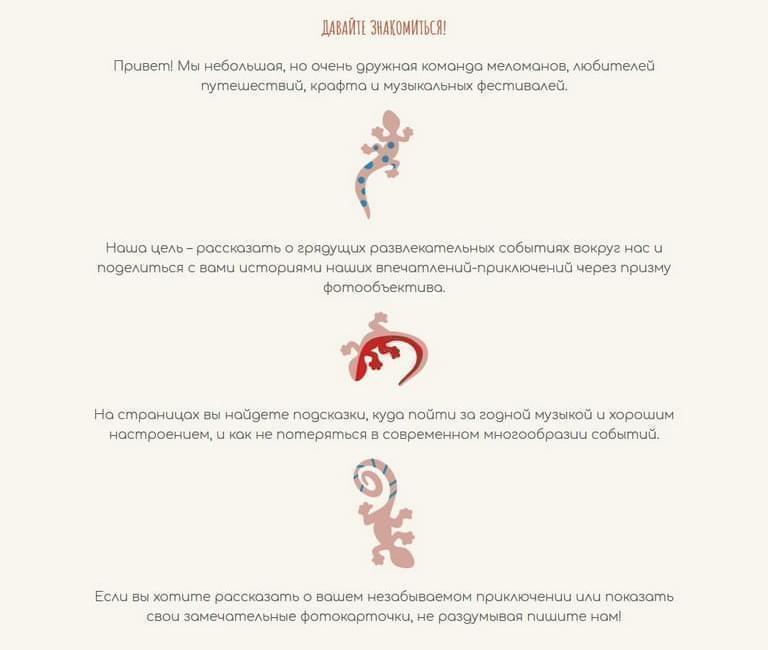 ДАВАЙТЕ ЗНАКОМИТЬСЯ!
Привет! Мы небольшая, но очень дружная команда меломанов, любителей
путешествий, крафта и музыкальных фестивалей.
Наша цель – рассказать о грядущих развлекательных событиях вокруг нас и
поделиться с вами историями наших впечатлений-приключений через призму
фотообъектива.
На страницах вы найдете подсказки, куда пойти за годной музыкой и хорошим
настроением, и как не потеряться в современном многообразии событий.
Если вы хотите рассказать о вашем незабываемом приключении или показать
свои замечательные фотокарточки, не раздумывая пишите нам!